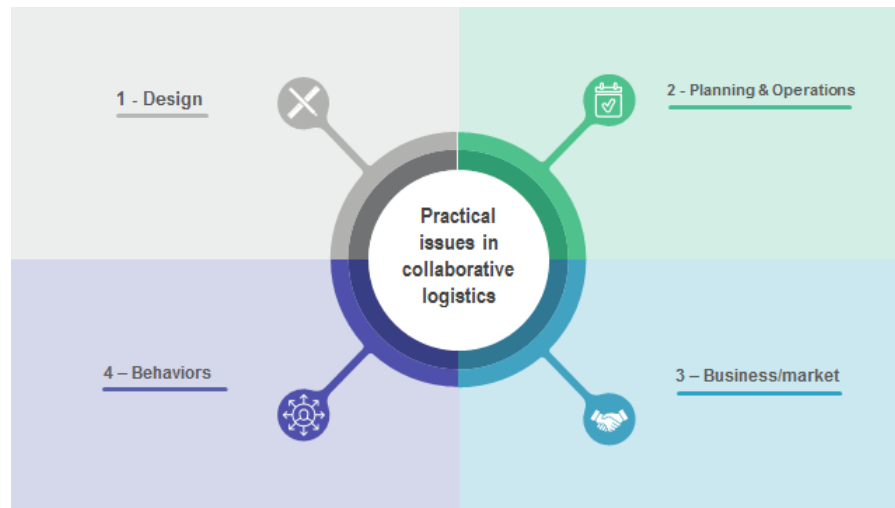 1 - Design
2 - Planning & Operations
Practical
issues in
collaborative
logistics
4 – Behaviors
3 – Business/market